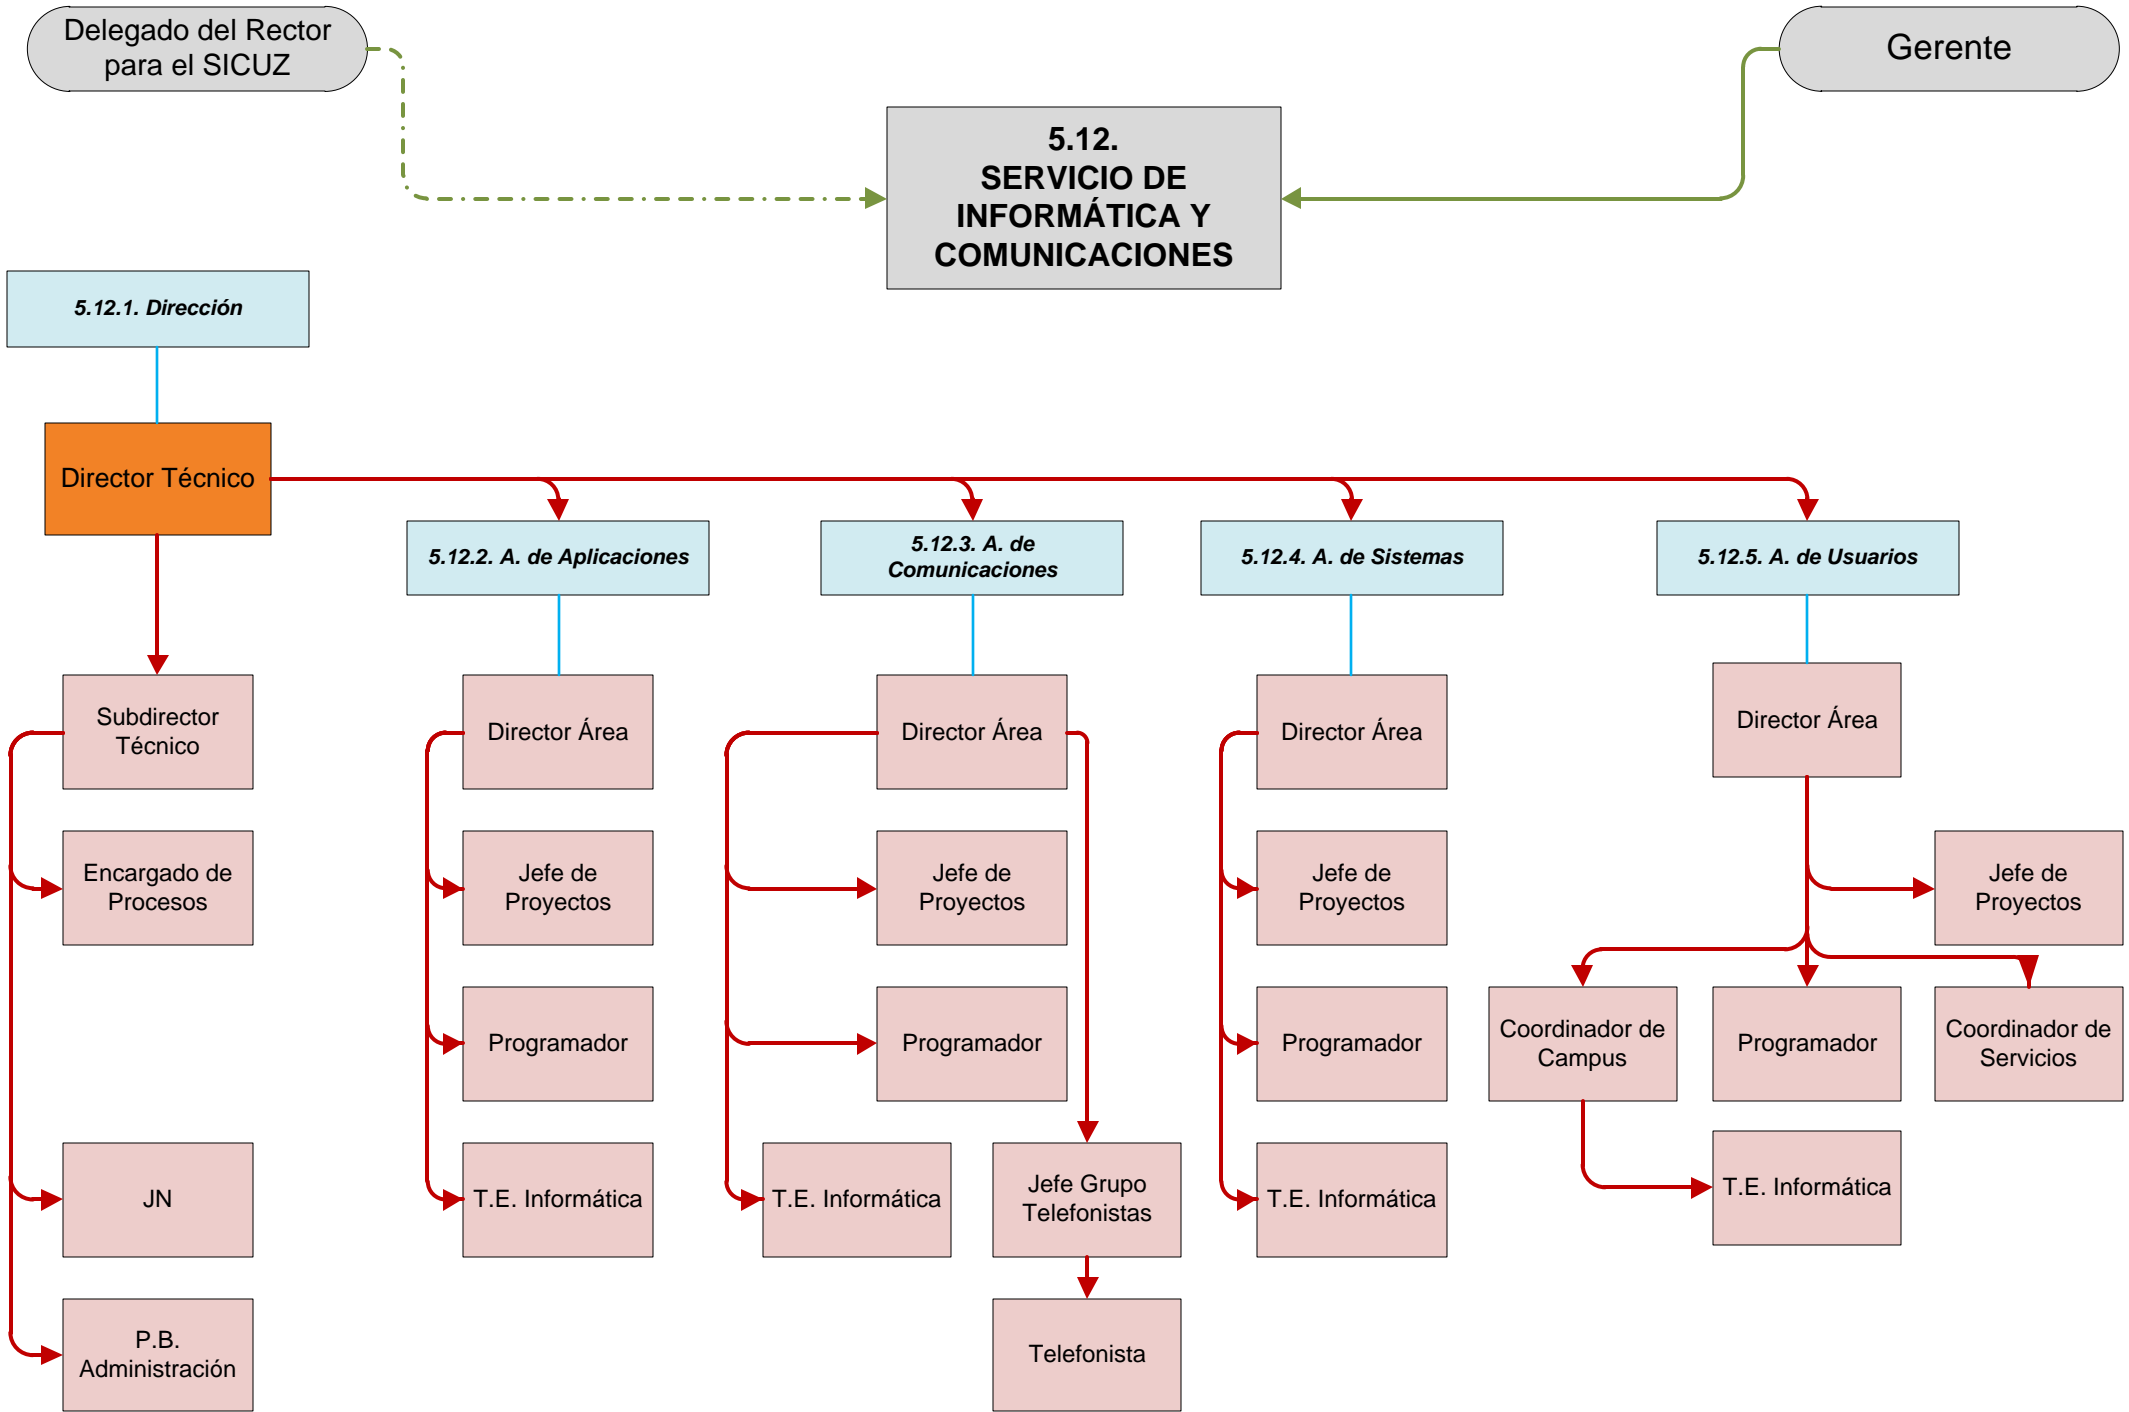 Delegado del Rector
para el SICUZ
Gerente
5.12.
SERVICIO DE
INFORMÁTICA Y
COMUNICACIONES
5.12.1. Dirección
Director Técnico
5.12.2. A. de Aplicaciones
5.12.3. A. de
Comunicaciones
5.12.4. A. de Sistemas
5.12.5. A. de Usuarios
Subdirector
Técnico
Director Área
Director Área
Director Área
Director Área
Encargado de
Procesos
Jefe de
Proyectos
Jefe de
Proyectos
Jefe de
Proyectos
Jefe de
Proyectos
Programador
Programador
Programador
Coordinador de
Campus
Programador
Coordinador de
Servicios
JN
T.E. Informática
T.E. Informática
Jefe Grupo
Telefonistas
T.E. Informática
T.E. Informática
P.B.
Administración
Telefonista